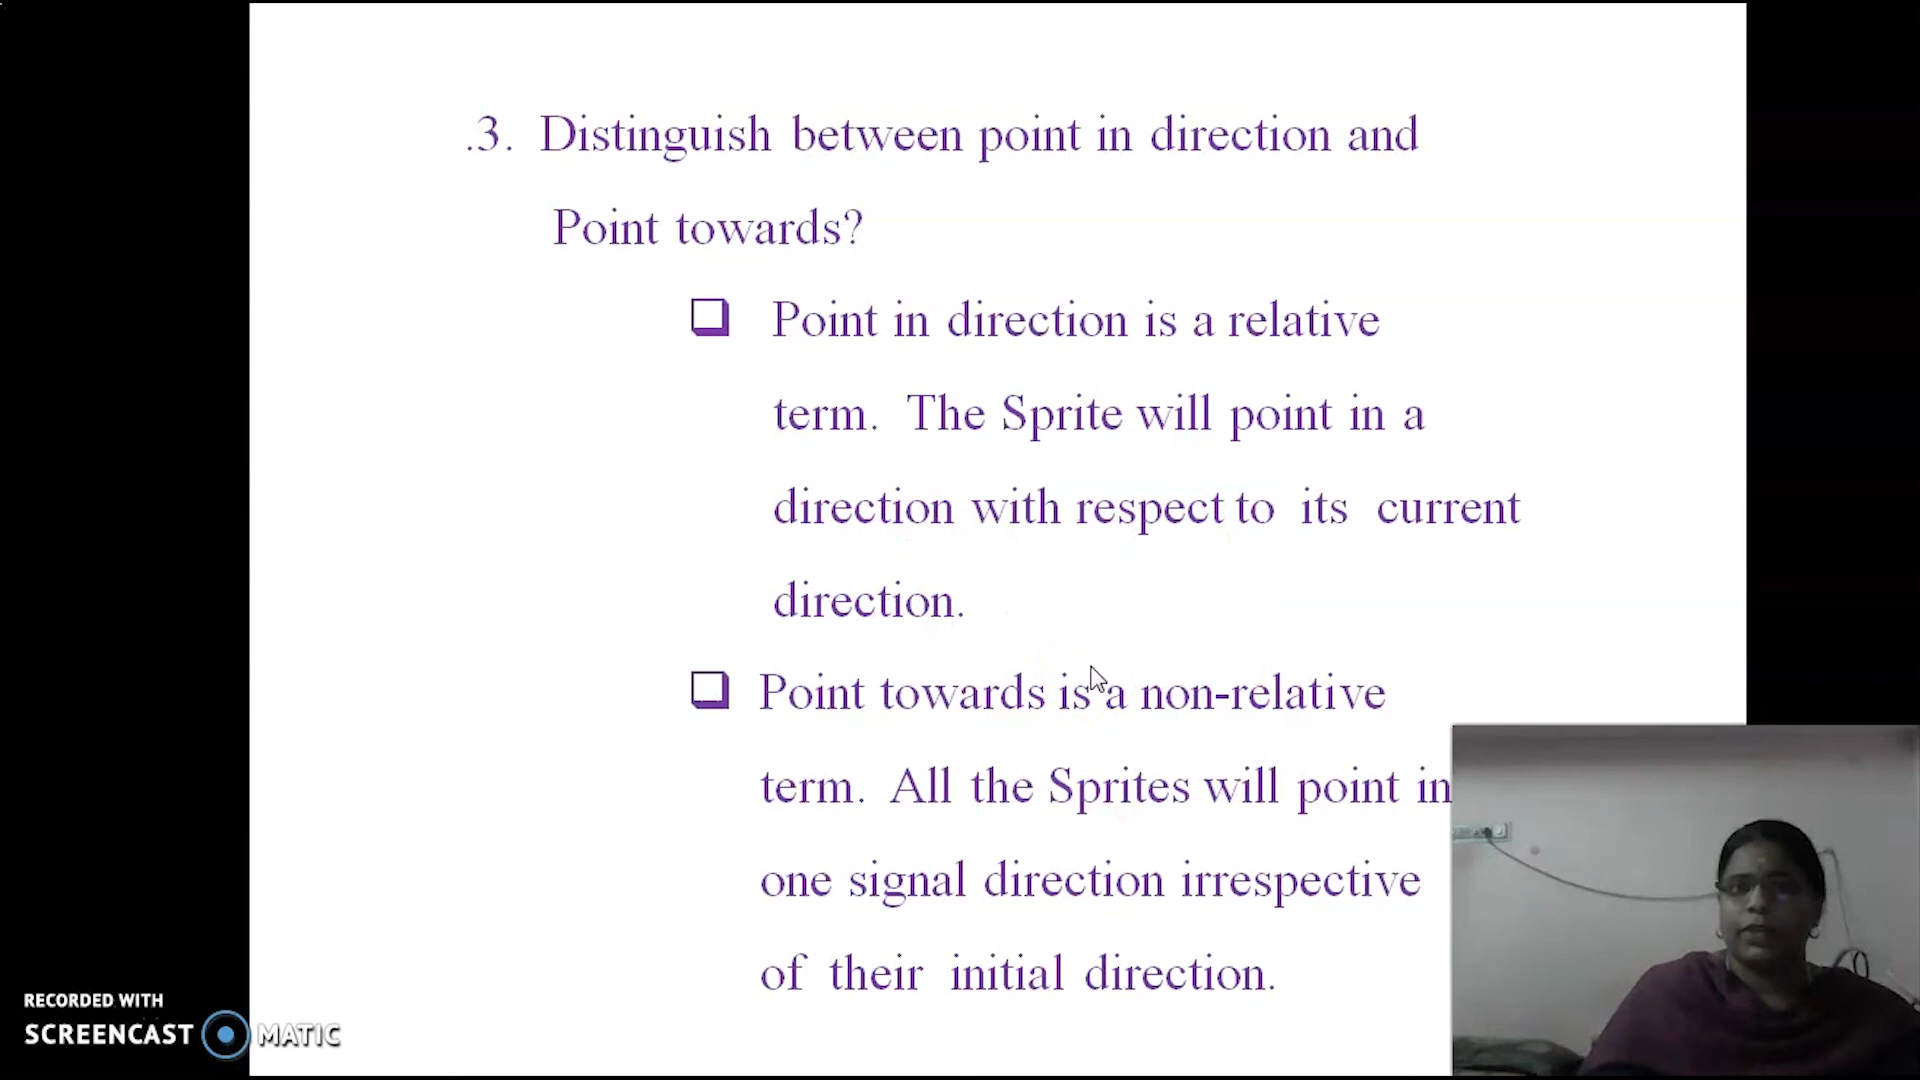 .3. Distinguish between point in direction and
Point towards?
Point in direction is a relative
term. The Sprite will point in a
direction with respect to its current
direction.
Point towards is a non-relative
term. All the Sprites will point in
one signal direction irrespective
of their initial direction.
RECORDED WITH
SCREENCAST MATIC